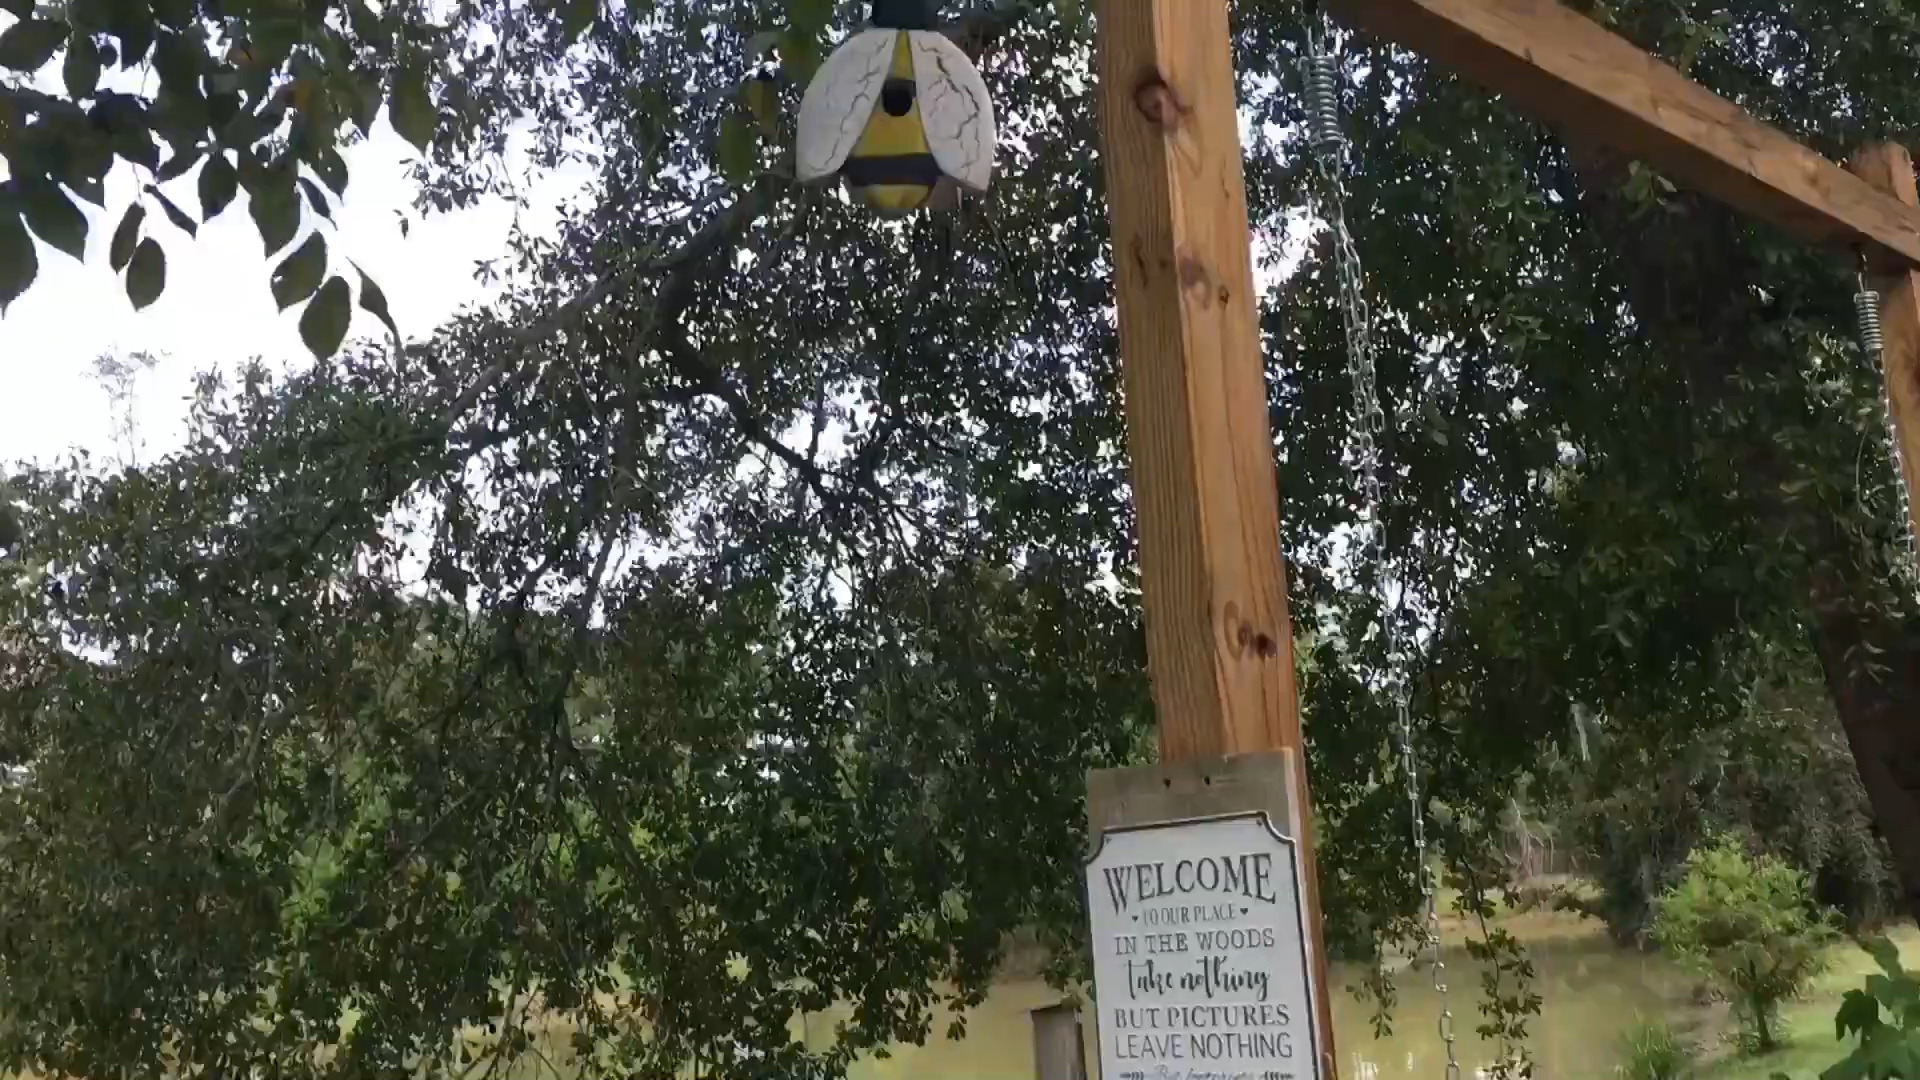 WELCOME
TO OUR PLACE
IN THE WOODS
take nothing
BUT PICTURES
LEAVE NOTHING